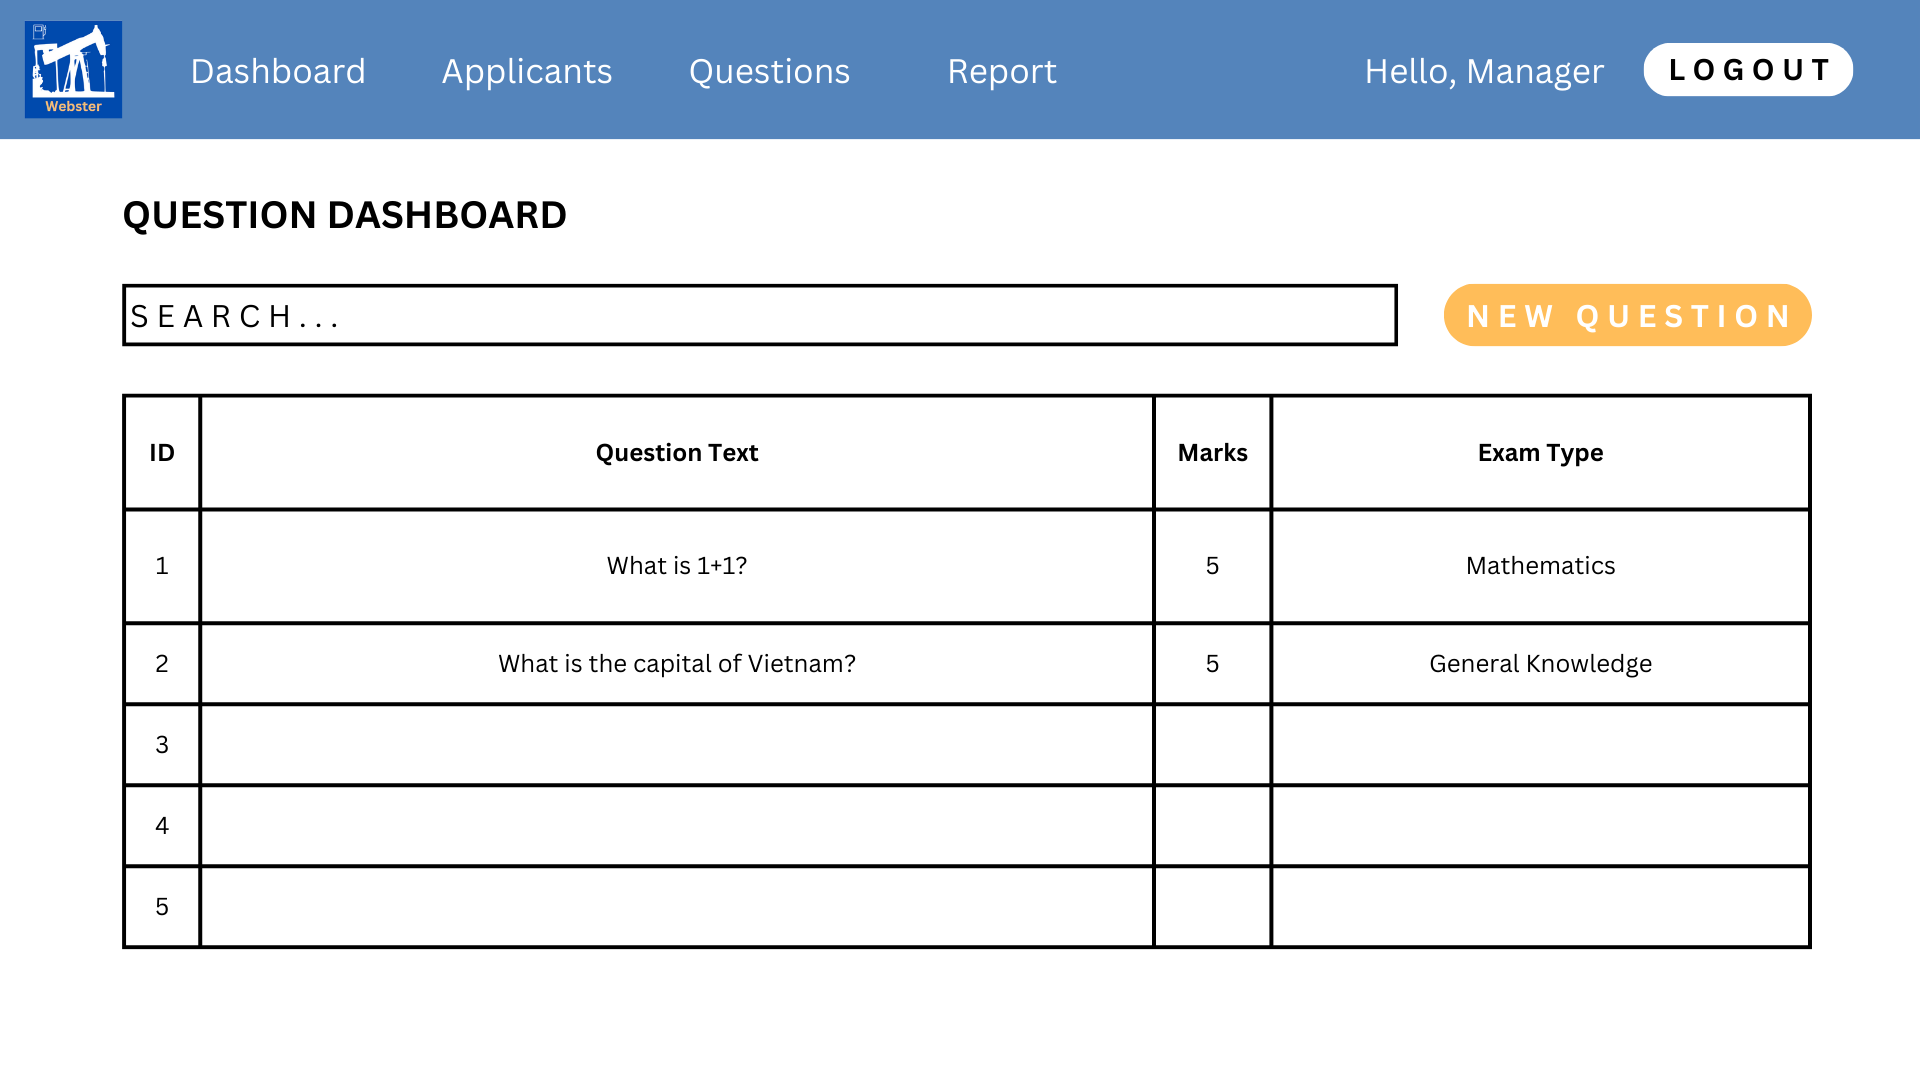 Webster
Dashboard Applicants Questions Report Hello, Manager LOGOUT
QUESTION DASHBOARD
SEARCH... NEW QUESTION
ID Question Text Marks Exam Type
1 What is 1+1? 5 Mathematics
2 What is the capital of Vietnam? 5 General Knowledge
3
4
5